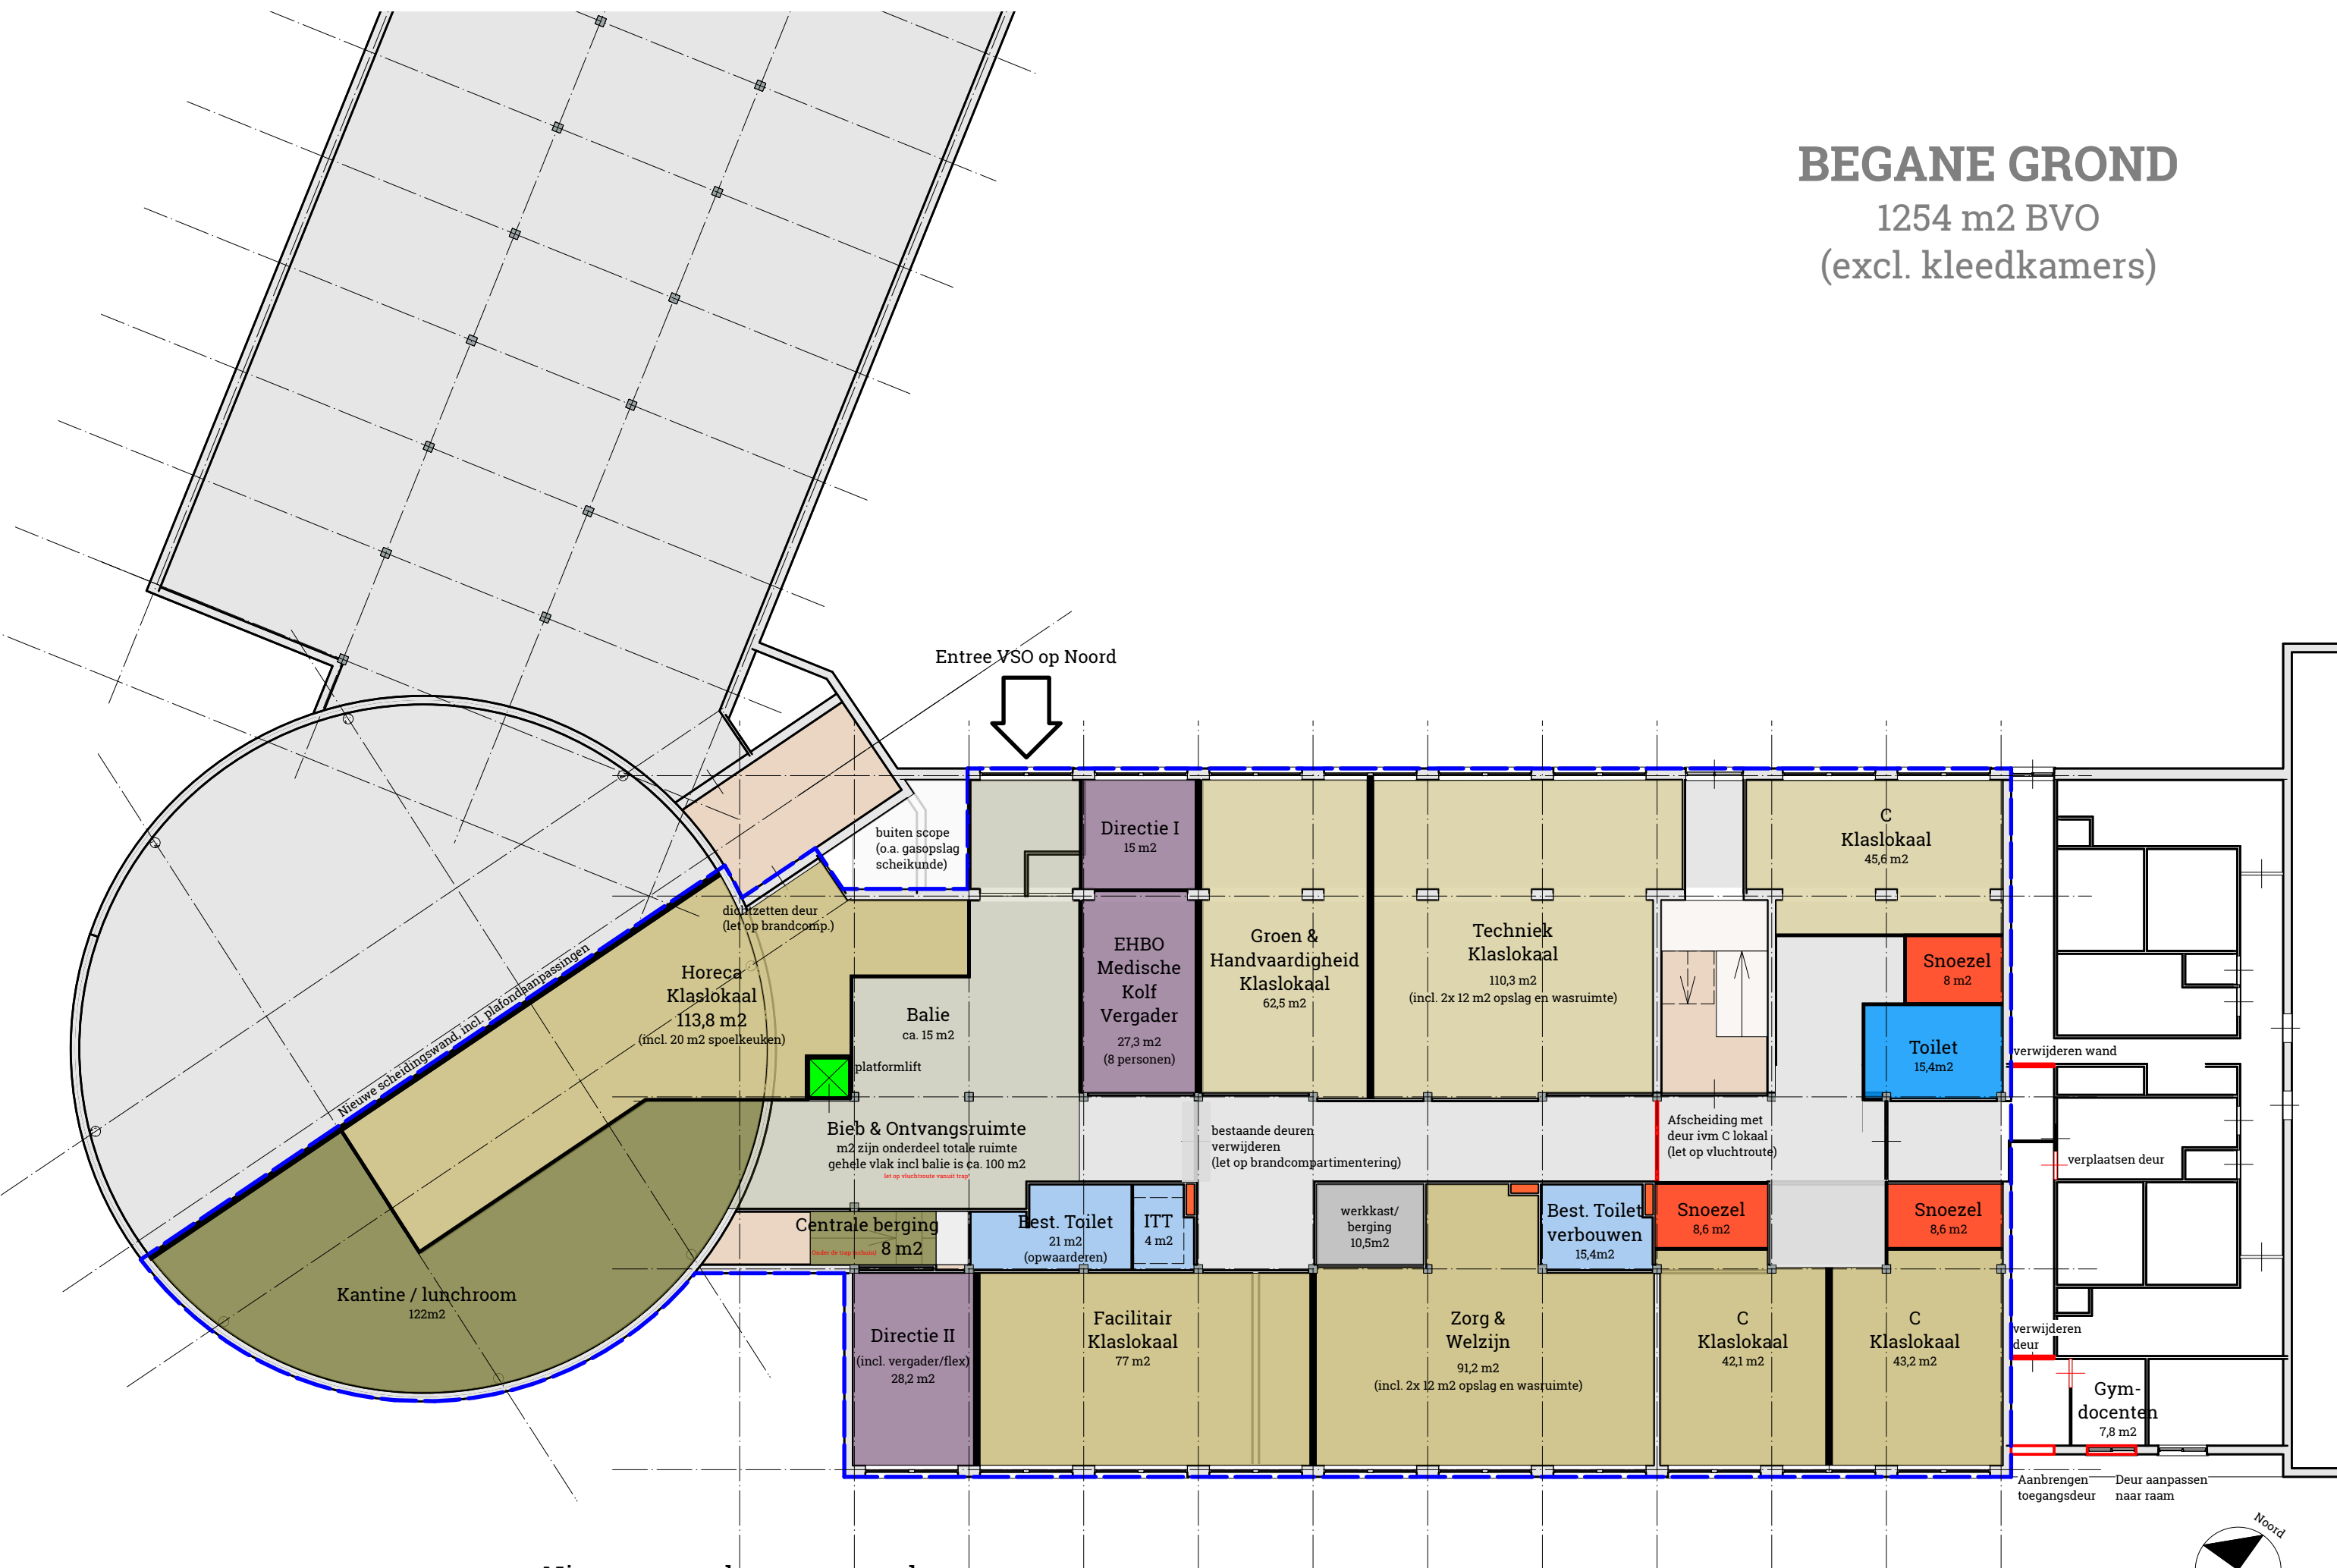 BEGANE GROND
1254 m2 BVO
(excl. kleedkamers)
Entree VSO op Noord
buiten scope
(o.a. gasopslag
scheikunde)
Directie I
15 m2
C
Klaslokaal
45,6 m2
dichtzetten deur
(let op brandcomp.)
Nieuwe scheidingswand, incl. plafondaanpassingen
Horeca
Klaslokaal
113,8 m2
(incl. 20 m2 spoelkeuken)
Balie
ca. 15 m2
platformlift
EHBO
Medische
Kolf
Vergader
27,3 m2
(8 personen)
Groen &
Handvaardigheid
Klaslokaal
62,5 m2
Techniek
Klaslokaal
110,3 m2
(incl. 2x 12 m2 opslag en wasruimte)
Snoezel
8 m2
Toilet
15,4m2
verwijderen wand
Bieb & Ontvangsruimte
m2 zijn onderdeel totale ruimte
gehele vlak incl balie is ca. 100 m2
let op vluchtroute vanuit trap
bestaande deuren
verwijderen
(let op brandcompartimentering)
Afscheiding met
deur ivm C lokaal
(let op vluchtroute)
verplaatsen deur
Centrale berging
8 m2
Best. Toilet
21 m2
(opwaarderen)
ITT
4 m2
werkkast/
berging
10,5m2
Best. Toilet
verbouwen
15,4m2
Snoezel
8,6 m2
Snoezel
8,6 m2
Kantine / lunchroom
122m2
Directie II
(incl. vergader/flex)
28,2 m2
Facilitair
Klaslokaal
77 m2
Zorg &
Welzijn
91,2 m2
(incl. 2x 12 m2 opslag en wasruimte)
C
Klaslokaal
42,1 m2
C
Klaslokaal
43,2 m2
verwijderen
deur
Gym-
docenten
7,8 m2
Aanbrengen
toegangsdeur
Deur aanpassen
naar raam
Noord